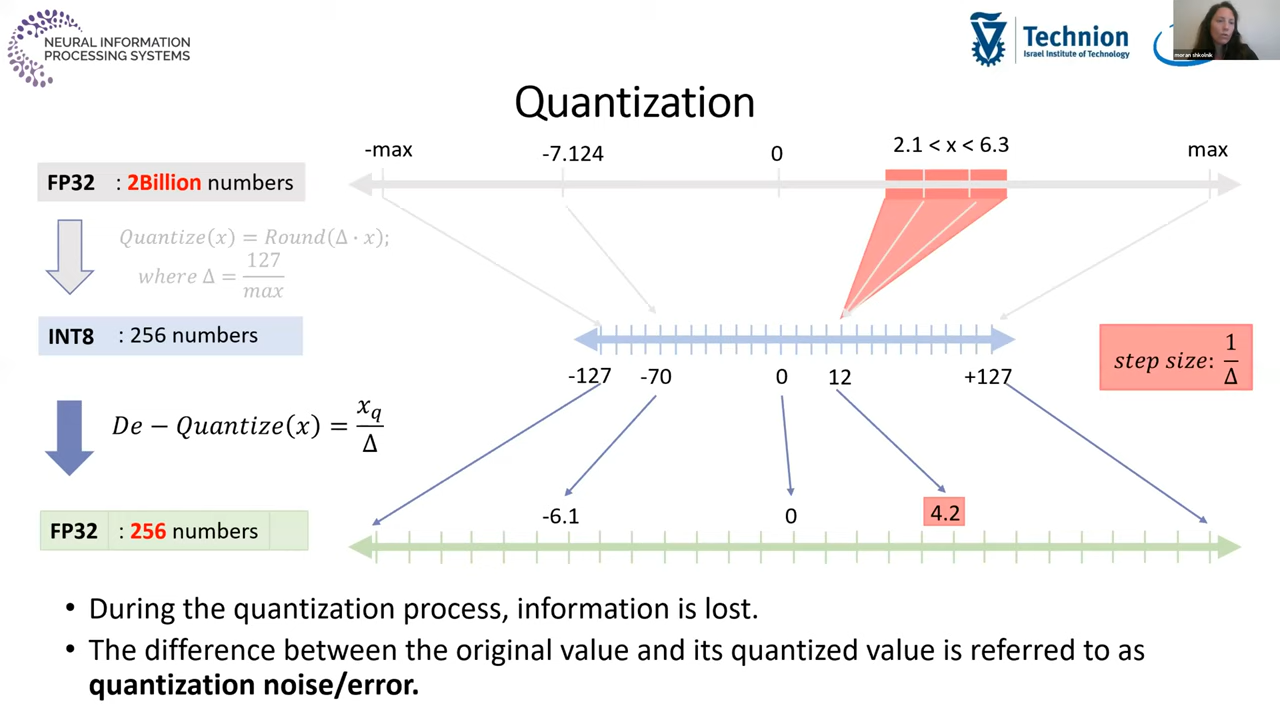 NEURAL INFORMATION
PROCESSING SYSTEMS
Technion
Israel Institute of Technology
moran shkolnik
Quantization
-max
-7.124
0
2.1 < x < 6.3
max
FP32 : 2Billion numbers
Quantize(x) = Round(Δ · x);
where Δ = 127/max
INT8 : 256 numbers
-127
-70
0
12
+127
step size: 1/Δ
De − Quantize(x) = x_q/Δ
FP32 : 256 numbers
-6.1
0
4.2
• During the quantization process, information is lost.
• The difference between the original value and its quantized value is referred to as
quantization noise/error.